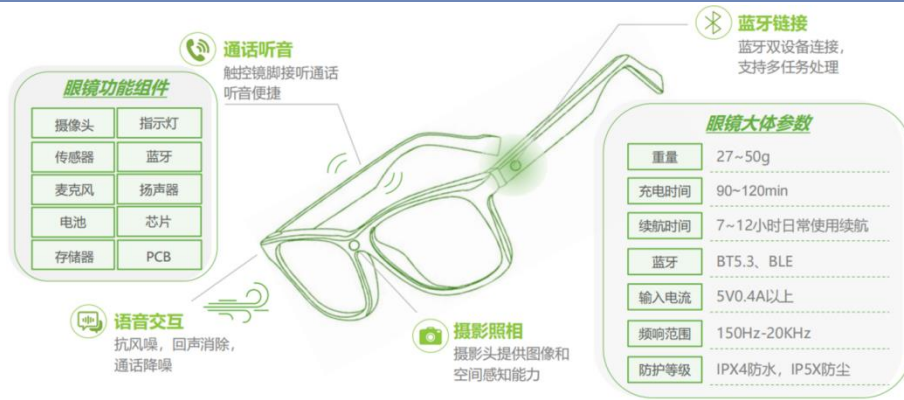 蓝牙链接
蓝牙双设备连接，
支持多任务处理
通话听音
触控镜脚接听通话
听音便捷
眼镜功能组件
摄像头 指示灯
传感器 蓝牙
麦克风 扬声器
电池 芯片
存储器 PCB
眼镜大体参数
重量 27~50g
充电时间 90~120min
续航时间 7~12小时日常使用续航
蓝牙 BT5.3、BLE
输入电流 5V0.4A以上
频响范围 150Hz-20KHz
防护等级 IPX4防水，IP5X防尘
语音交互
抗风噪，回声消除，
通话降噪
摄影照相
摄影头提供图像和
空间感知能力